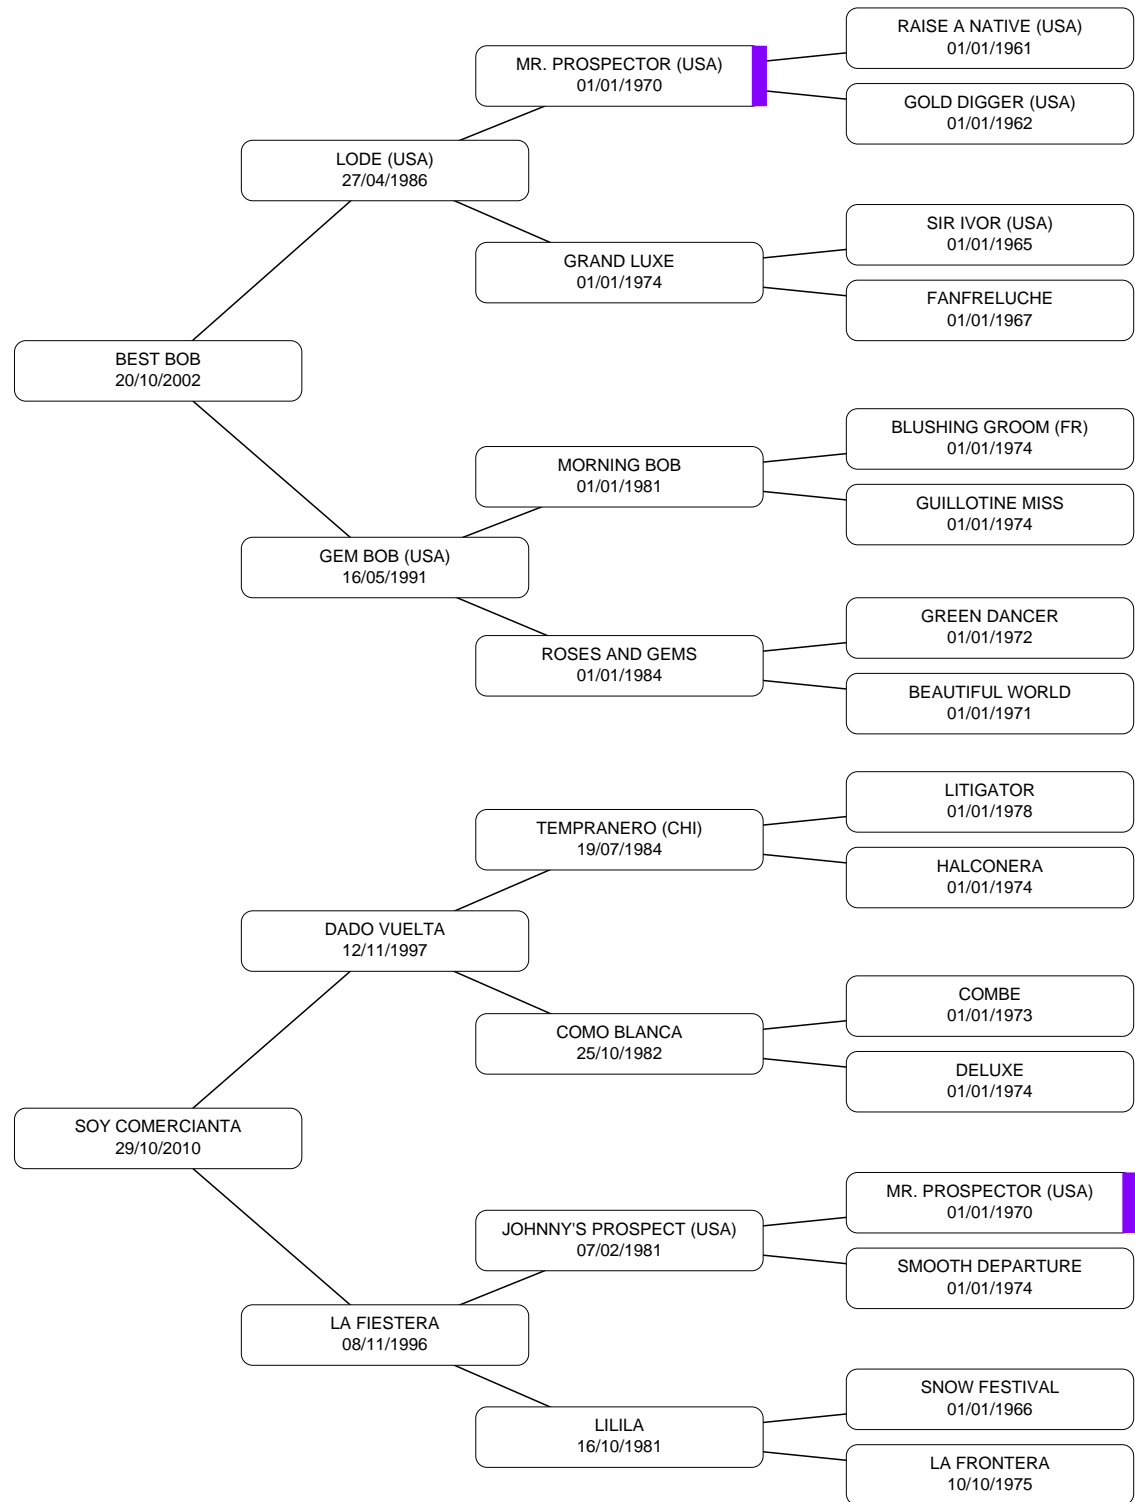 RAISE A NATIVE (USA)
01/01/1961
MR. PROSPECTOR (USA)
01/01/1970
GOLD DIGGER (USA)
01/01/1962
LODE (USA)
27/04/1986
SIR IVOR (USA)
01/01/1965
GRAND LUXE
01/01/1974
FANFRELUCHE
01/01/1967
BEST BOB
20/10/2002
BLUSHING GROOM (FR)
01/01/1974
MORNING BOB
01/01/1981
GUILLOTINE MISS
01/01/1974
GEM BOB (USA)
16/05/1991
GREEN DANCER
01/01/1972
ROSES AND GEMS
01/01/1984
BEAUTIFUL WORLD
01/01/1971
LITIGATOR
01/01/1978
TEMPRANERO (CHI)
19/07/1984
HALCONERA
01/01/1974
DADO VUELTA
12/11/1997
COMBE
01/01/1973
COMO BLANCA
25/10/1982
DELUXE
01/01/1974
SOY COMERCIANTA
29/10/2010
MR. PROSPECTOR (USA)
01/01/1970
JOHNNY'S PROSPECT (USA)
07/02/1981
SMOOTH DEPARTURE
01/01/1974
LA FIESTERA
08/11/1996
SNOW FESTIVAL
01/01/1966
LILILA
16/10/1981
LA FRONTERA
10/10/1975